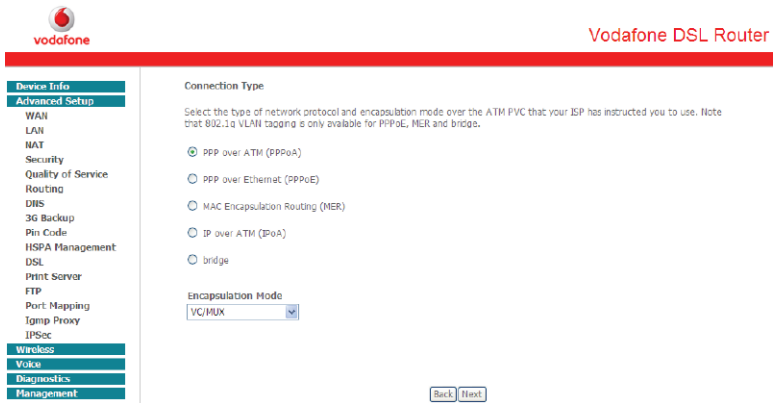 vodafone
Vodafone DSL Router
Device Info
Advanced Setup
WAN
LAN
NAT
Security
Quality of Service
Routing
DNS
3G Backup
Pin Code
HSPA Management
DSL
Print Server
FTP
Port Mapping
Igmp Proxy
IPSec
Wireless
Voice
Diagnostics
Management
Connection Type
Select the type of network protocol and encapsulation mode over the ATM PVC that your ISP has instructed you to use. Note
that 802.1q VLAN tagging is only available for PPPoE, MER and bridge.
PPP over ATM (PPPoA)
PPP over Ethernet (PPPoE)
MAC Encapsulation Routing (MER)
IP over ATM (IPoA)
bridge
Encapsulation Mode
VC/MUX
Back Next